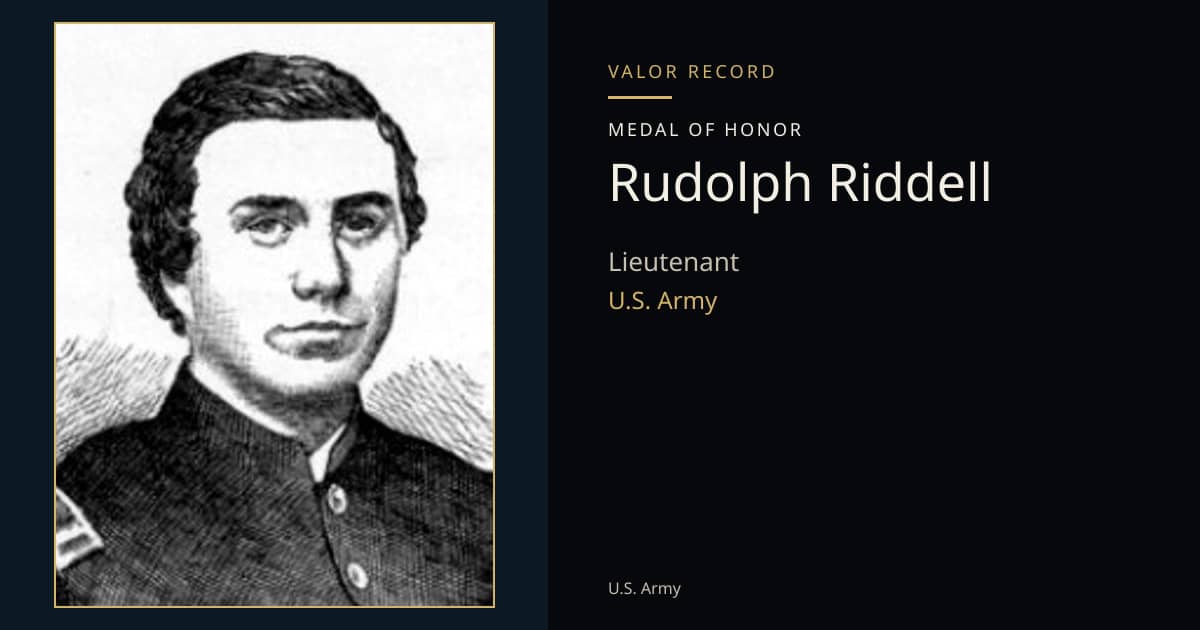 VALOR RECORD
MEDAL OF HONOR
Rudolph Riddell
Lieutenant
U.S. Army
U.S. Army